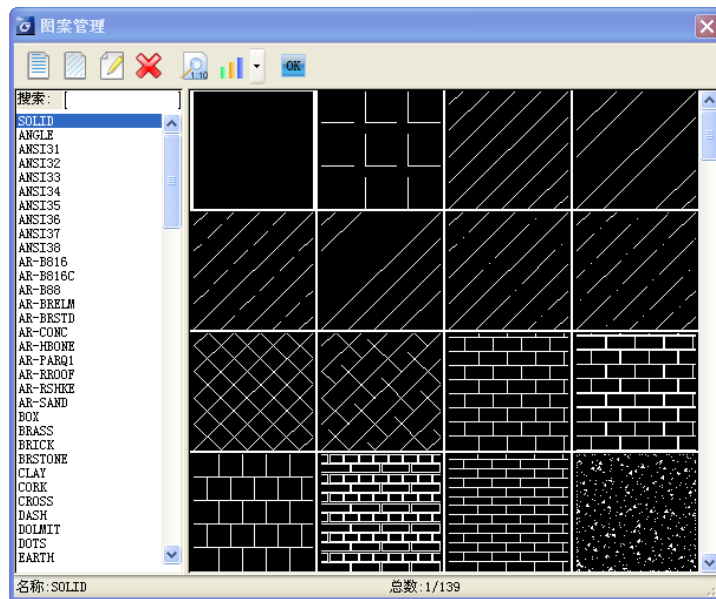 图案管理
1:10
OK
搜索:
SOLID
ANGLE
ANSI31
ANSI32
ANSI33
ANSI34
ANSI35
ANSI36
ANSI37
ANSI38
AR-B816
AR-B816C
AR-B88
AR-BRELM
AR-BRSTD
AR-CONC
AR-HBONE
AR-PARQ1
AR-RROOF
AR-RSHKE
AR-SAND
BOX
BRASS
BRICK
BRSTONE
CLAY
CORK
CROSS
DASH
DOLMIT
DOTS
EARTH
名称:SOLID
总数:1/139